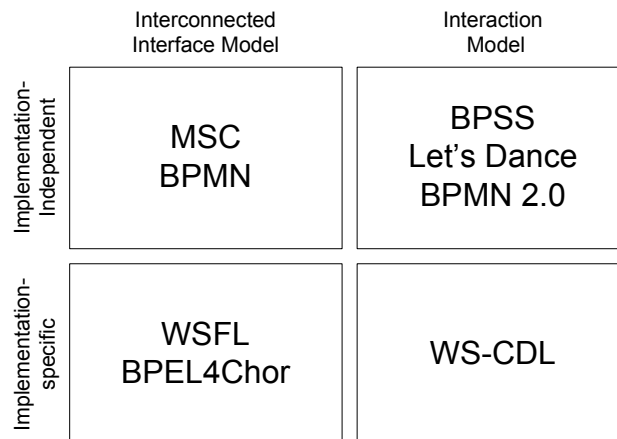 Interconnected
Interface Model
Interaction
Model
Implementation-
Independent
MSC
BPMN
BPSS
Let's Dance
BPMN 2.0
Implementation-
specific
WSFL
BPEL4Chor
WS-CDL